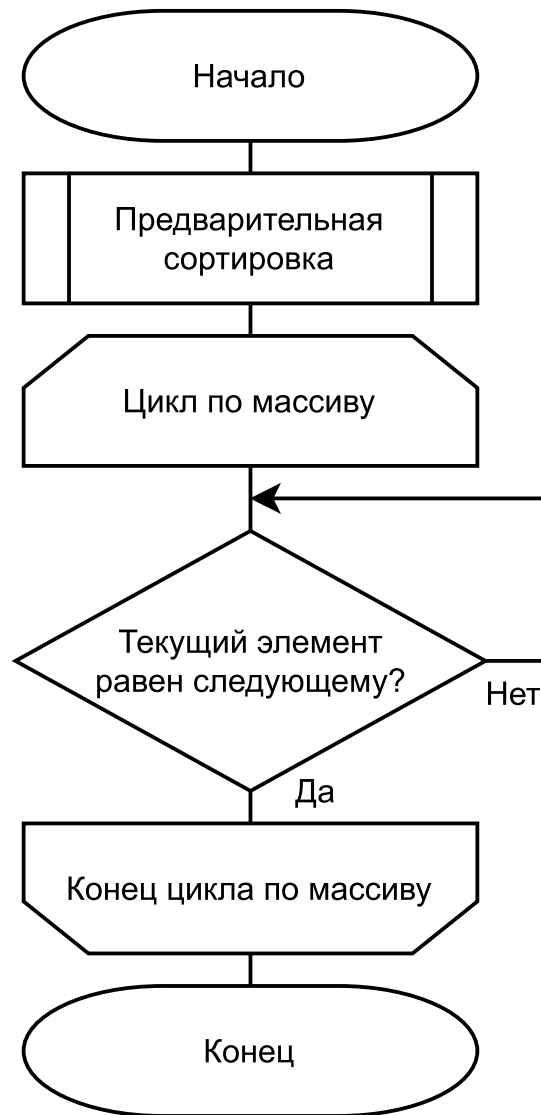 Начало
Предварительная
сортировка
Цикл по массиву
Текущий элемент
равен следующему?
Нет
Да
Конец цикла по массиву
Конец